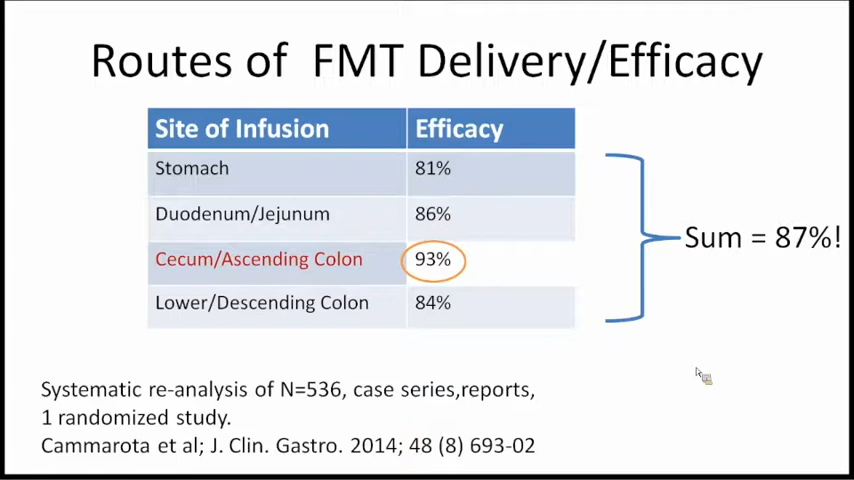 Routes of FMT Delivery/Efficacy
Site of Infusion Efficacy
Stomach 81%
Duodenum/Jejunum 86%
Cecum/Ascending Colon 93%
Lower/Descending Colon 84%
Sum = 87%!
Systematic re-analysis of N=536, case series,reports,
1 randomized study.
Cammarota et al; J. Clin. Gastro. 2014; 48 (8) 693-02